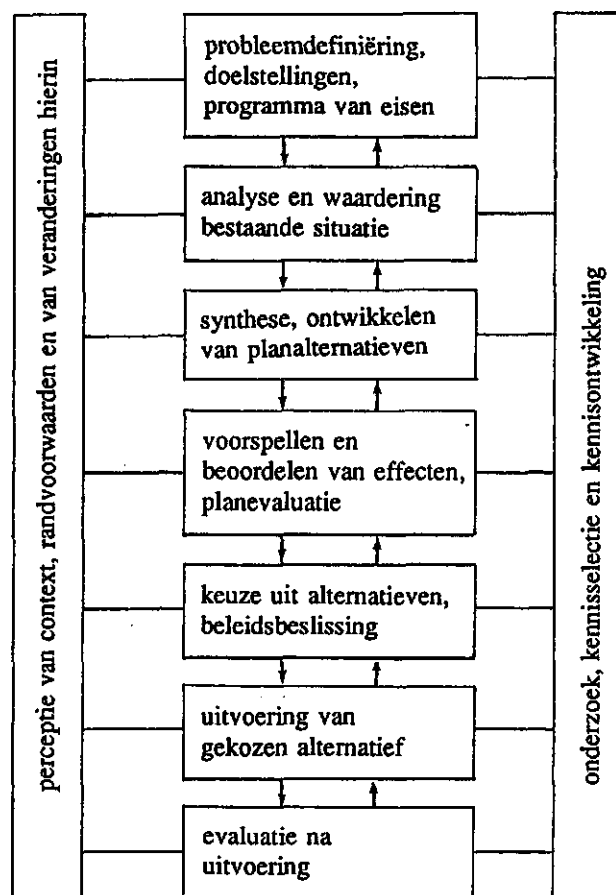 perceptie van context, randvoorwaarden en van veranderingen hierin
probleemdefiniëring,
doelstellingen,
programma van eisen
analyse en waardering
bestaande situatie
synthese, ontwikkelen
van planalternatieven
voorspellen en
beoordelen van effecten,
planevaluatie
keuze uit alternatieven,
beleidsbeslissing
uitvoering van
gekozen alternatief
evaluatie na
uitvoering
onderzoek, kennisselectie en kennisontwikkeling